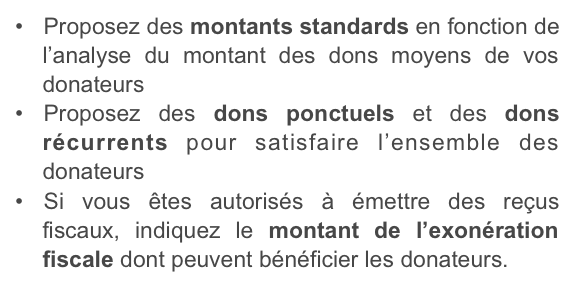 • Proposez des montants standards en fonction de
l’analyse du montant des dons moyens de vos
donateurs
• Proposez des dons ponctuels et des dons
récurrents pour satisfaire l’ensemble des
donateurs
• Si vous êtes autorisés à émettre des reçus
fiscaux, indiquez le montant de l’exonération
fiscale dont peuvent bénéficier les donateurs.